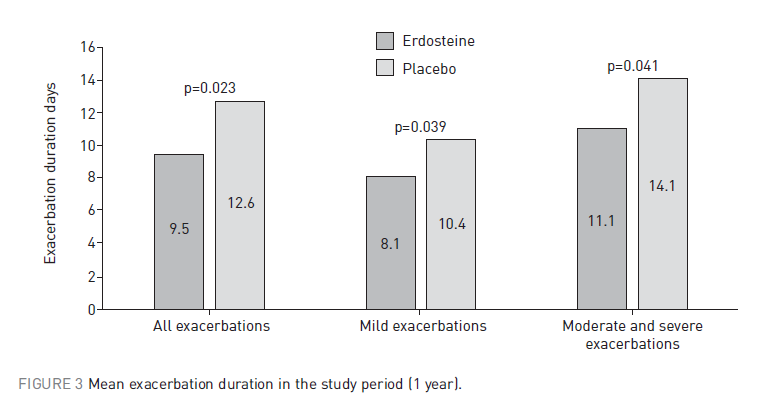 Exacerbation duration days
16
14
12
10
8
6
4
2
0
Erdosteine
Placebo
p=0.023
9.5
12.6
p=0.039
8.1
10.4
p=0.041
11.1
14.1
All exacerbations
Mild exacerbations
Moderate and severe
exacerbations
FIGURE 3 Mean exacerbation duration in the study period (1 year).